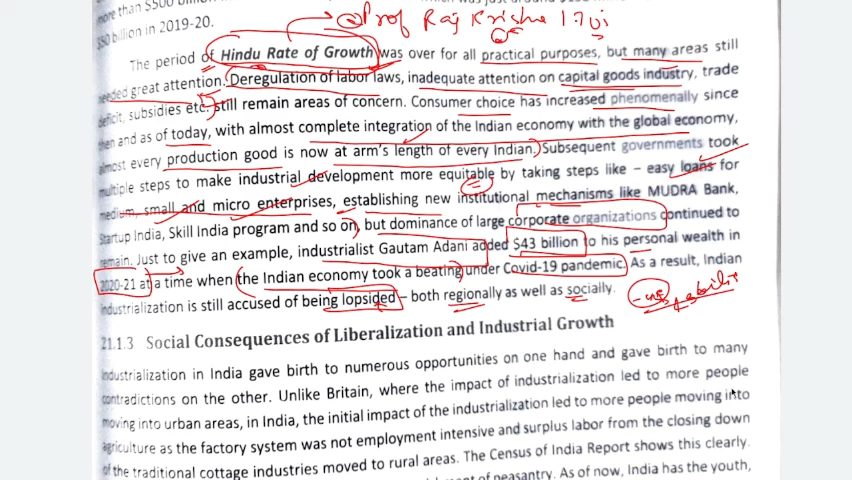 more than $500 billion
$50 billion in 2019-20.
Prof Raj Krishna
The period of Hindu Rate of Growth was over for all practical purposes, but many areas still
needed great attention. Deregulation of labor laws, inadequate attention on capital goods industry, trade
deficit, subsidies etc. still remain areas of concern. Consumer choice has increased phenomenally since
then and as of today, with almost complete integration of the Indian economy with the global economy,
almost every production good is now at arm's length of every Indian. Subsequent governments took
multiple steps to make industrial development more equitable by taking steps like – easy loans for
medium, small and micro enterprises, establishing new institutional mechanisms like MUDRA Bank,
Startup India, Skill India program and so on, but dominance of large corporate organizations continued to
remain. Just to give an example, industrialist Gautam Adani added $43 billion to his personal wealth in
2020-21 at a time when the Indian economy took a beating under Covid-19 pandemic. As a result, Indian
industrialization is still accused of being lopsided – both regionally as well as socially.
21.1.3 Social Consequences of Liberalization and Industrial Growth
Industrialization in India gave birth to numerous opportunities on one hand and gave birth to many
contradictions on the other. Unlike Britain, where the impact of industrialization led to more people
moving into urban areas, in India, the initial impact of the industrialization led to more people moving into
agriculture as the factory system was not employment intensive and surplus labor from the closing down
of the traditional cottage industries moved to rural areas. The Census of India Report shows this clearly.
of peasantry. As of now, India has the youth,